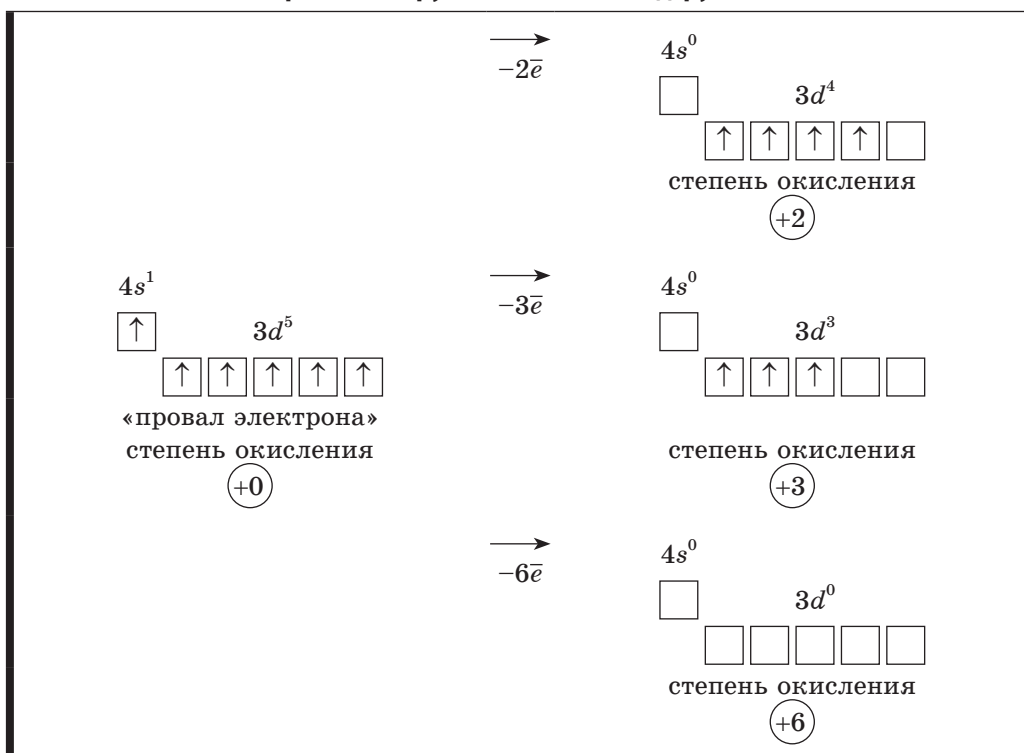 4s⁰
−2e̅
3d⁴
↑ ↑ ↑ ↑
степень окисления
+2
4s¹
↑
3d⁵
↑ ↑ ↑ ↑ ↑
«провал электрона»
степень окисления
+0
−3e̅
4s⁰
3d³
↑ ↑ ↑
степень окисления
+3
−6e̅
4s⁰
3d⁰
степень окисления
+6